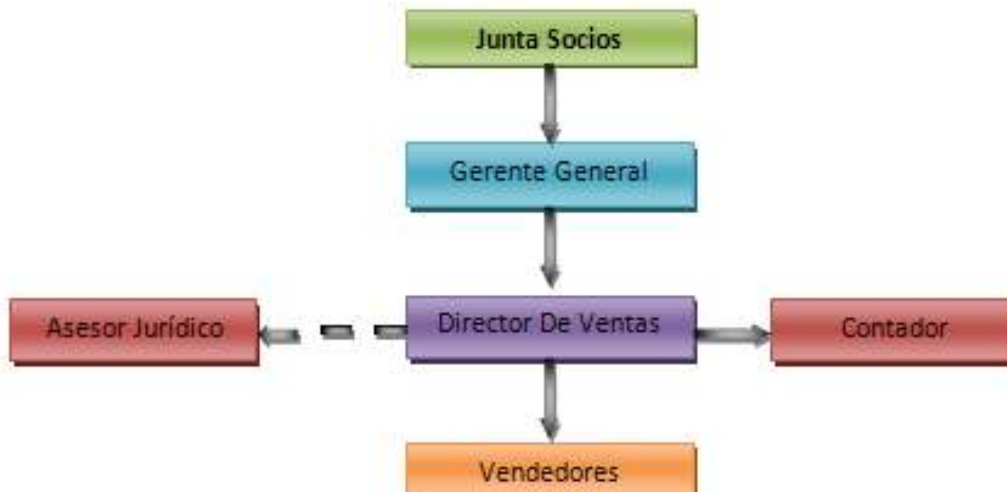 Junta Socios
Gerente General
Asesor Jurídico
Director De Ventas
Contador
Vendedores